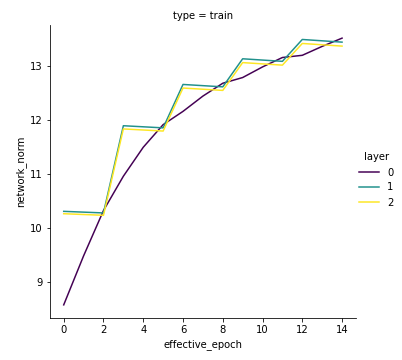 type = train
network_norm
13
12
11
10
9
0 2 4 6 8 10 12 14
effective_epoch
layer
0
1
2